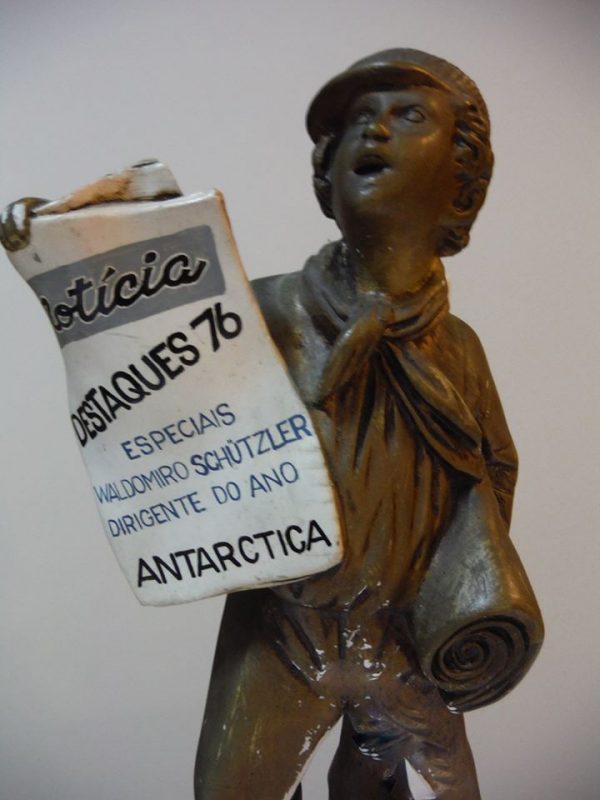 Notícia
DESTAQUES 76
ESPECIAIS
WALDOMIRO SCHÜTZLER
DIRIGENTE DO ANO
ANTARCTICA